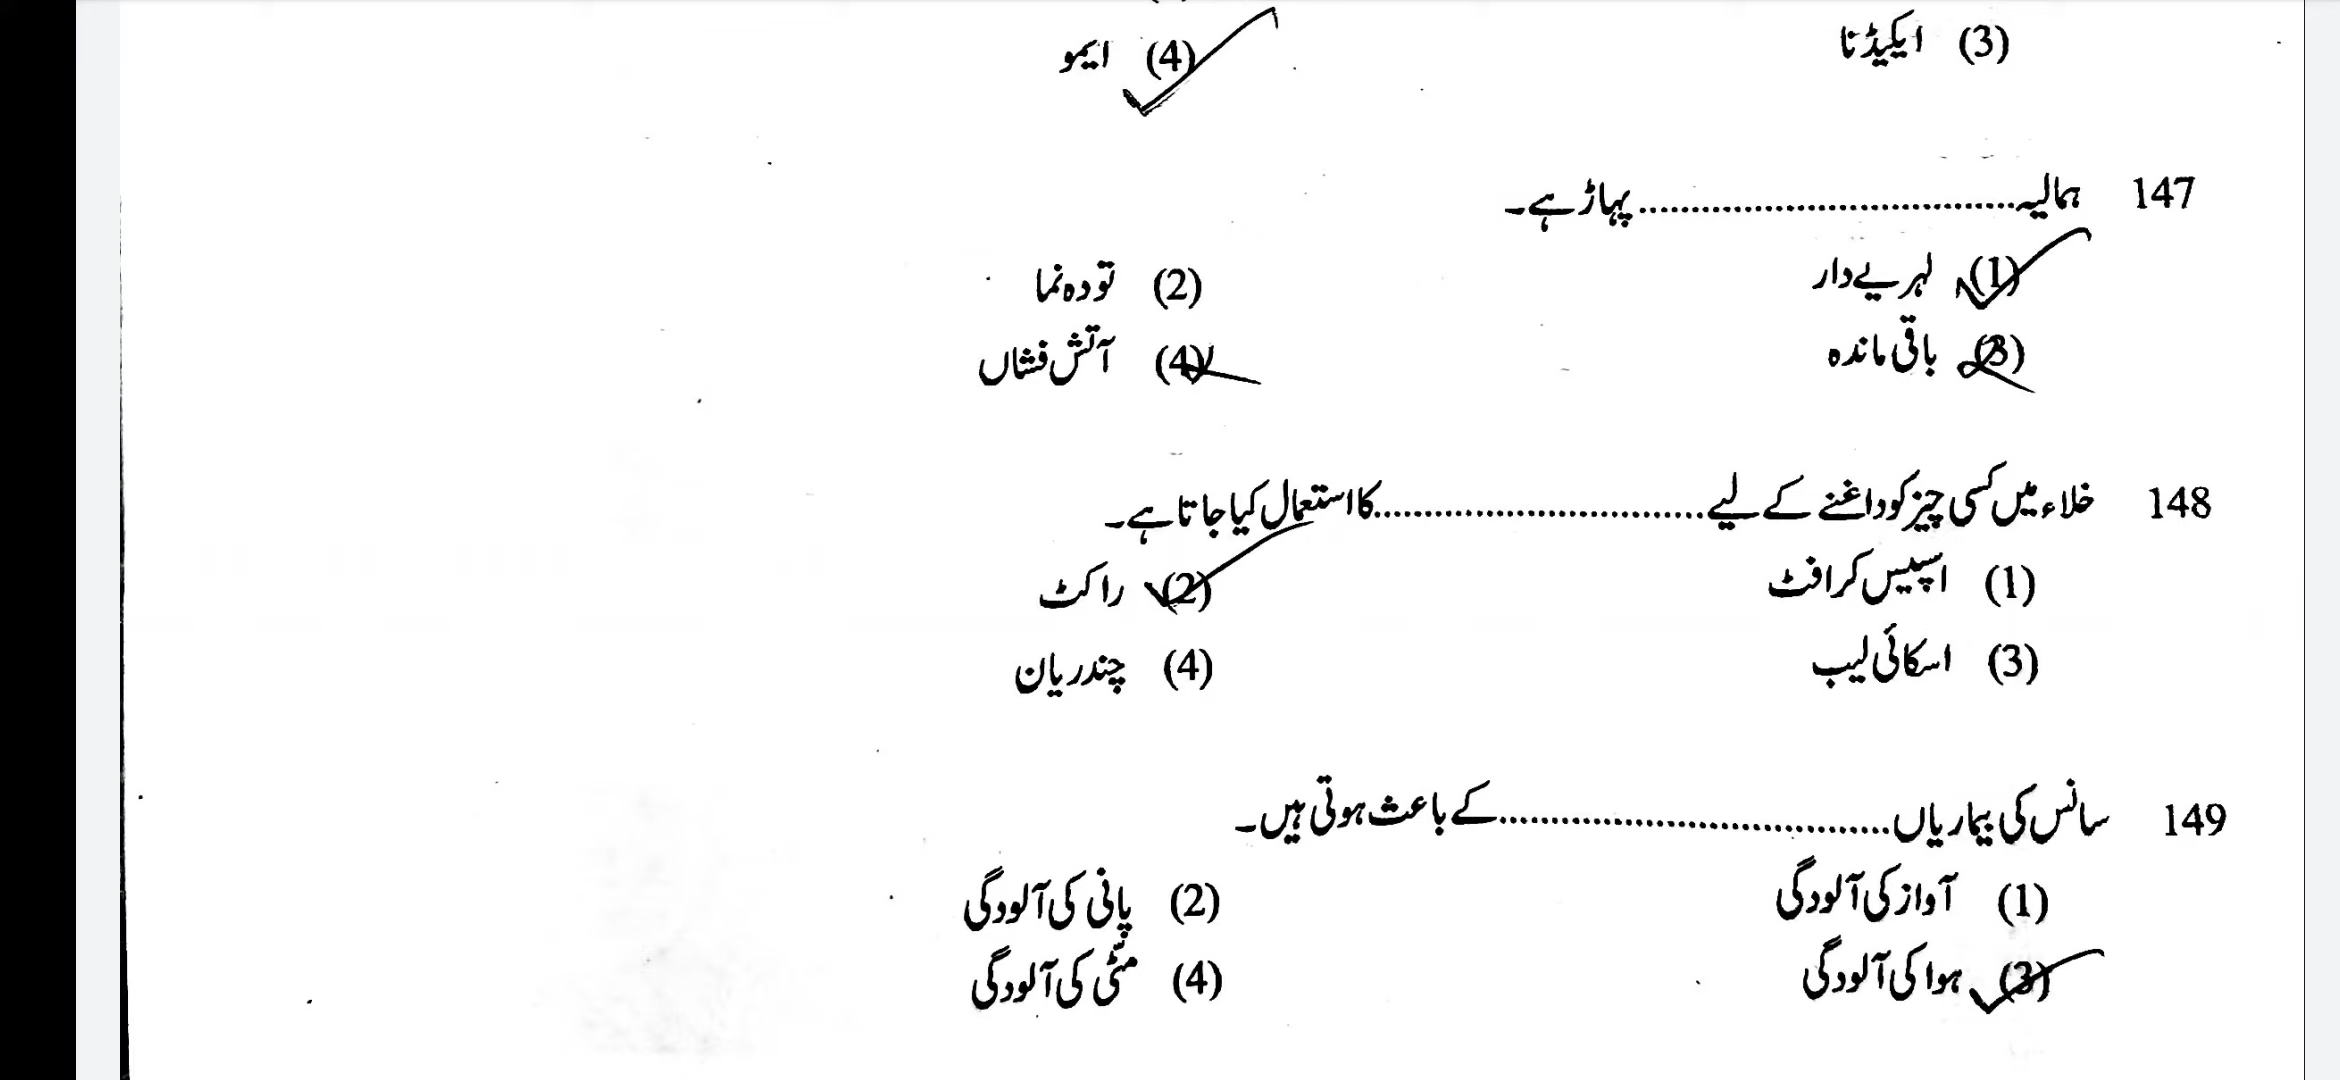 (3) ایکیڈنا (4) ایمو
147 ہمالیہ.................................... پہاڑ ہے۔
(1) لہریے دار (2) تودہ نما
(3) باقی ماندہ (4) آتش فشاں
148 خلاء میں کسی چیز کو داغنے کے لیے.................................کا استعمال کیا جاتا ہے۔
(1) اسپیس کرافٹ (2) راکٹ
(3) اسکائی لیب (4) چندریان
149 سانس کی بیماریاں.......................................کے باعث ہوتی ہیں۔
(1) آواز کی آلودگی (2) پانی کی آلودگی
(3) ہوا کی آلودگی (4) مٹّی کی آلودگی